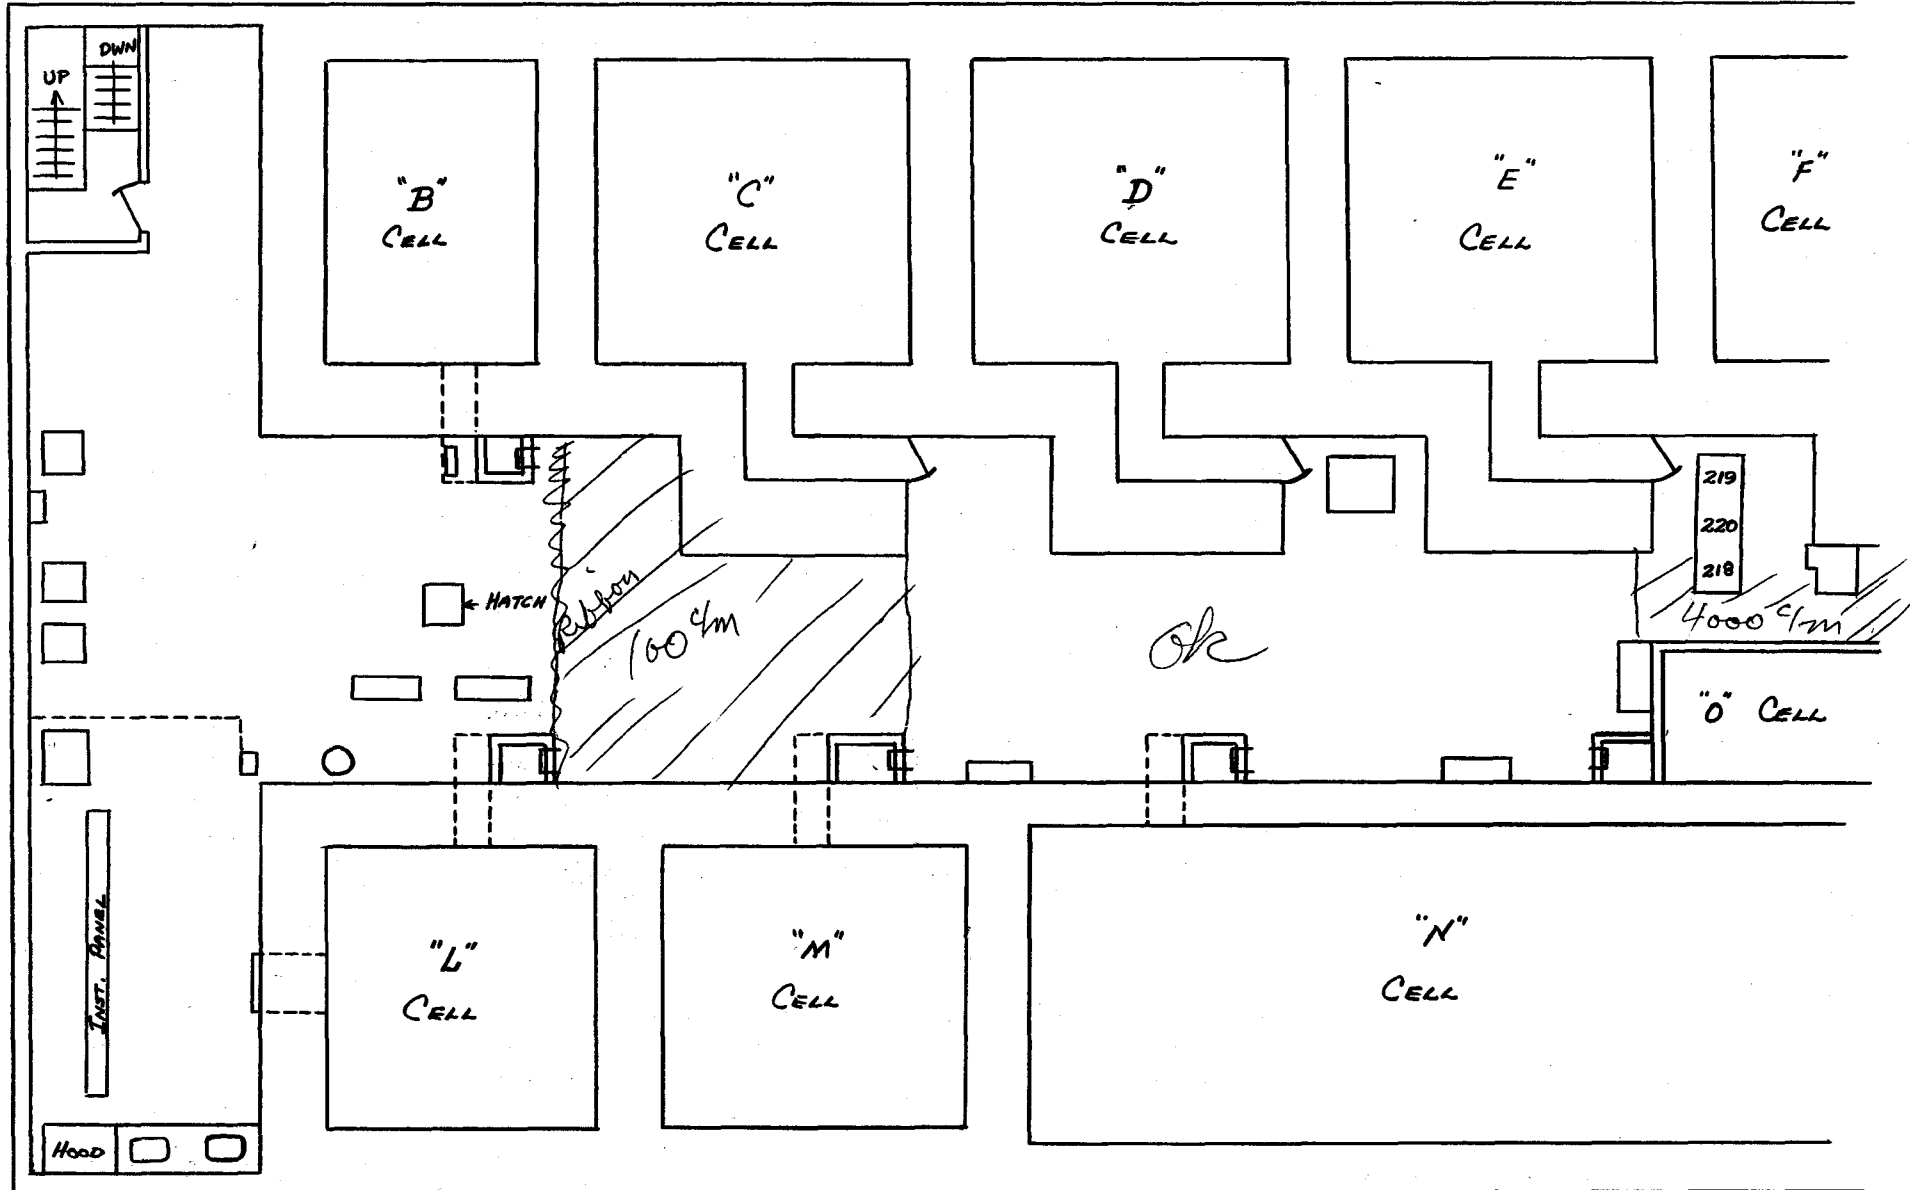 UP
DWN
"B"
CELL
"C"
CELL
"D"
CELL
"E"
CELL
"F"
CELL
219
220
218
← HATCH
Ribbon
100 c/m
Ok
4000 c/m
"O" CELL
INST. PANEL
"L"
CELL
"M"
CELL
"N"
CELL
HOOD